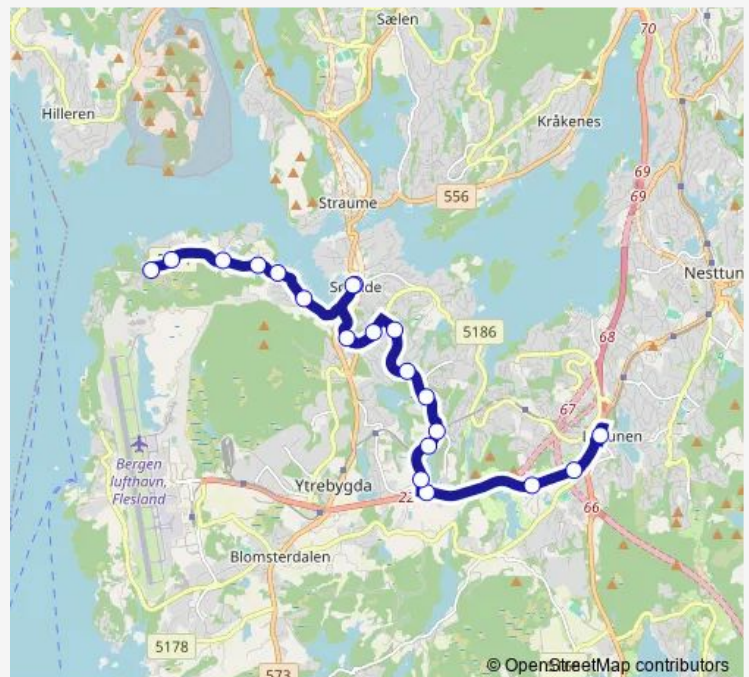 Sælen
70
Hilleren
Kråkenes
69
69
556
Straume
Nesttun
5186
68
67
Bergen
lufthavn,
Flesland
Ytrebygda
22
66
Blomsterdalen
5178
573
© OpenStreetMap contributors